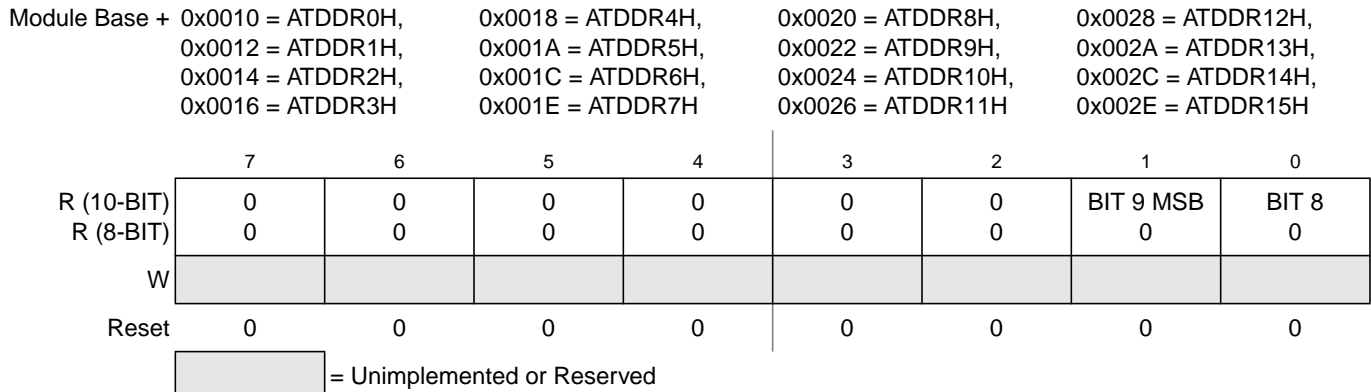 Module Base + 0x0010 = ATDDR0H, 0x0018 = ATDDR4H, 0x0020 = ATDDR8H, 0x0028 = ATDDR12H,
0x0012 = ATDDR1H, 0x001A = ATDDR5H, 0x0022 = ATDDR9H, 0x002A = ATDDR13H,
0x0014 = ATDDR2H, 0x001C = ATDDR6H, 0x0024 = ATDDR10H, 0x002C = ATDDR14H,
0x0016 = ATDDR3H 0x001E = ATDDR7H 0x0026 = ATDDR11H 0x002E = ATDDR15H
7 6 5 4 3 2 1 0
R (10-BIT) 0 0 0 0 0 0 BIT 9 MSB BIT 8
R (8-BIT) 0 0 0 0 0 0 0 0
W
Reset 0 0 0 0 0 0 0 0
= Unimplemented or Reserved